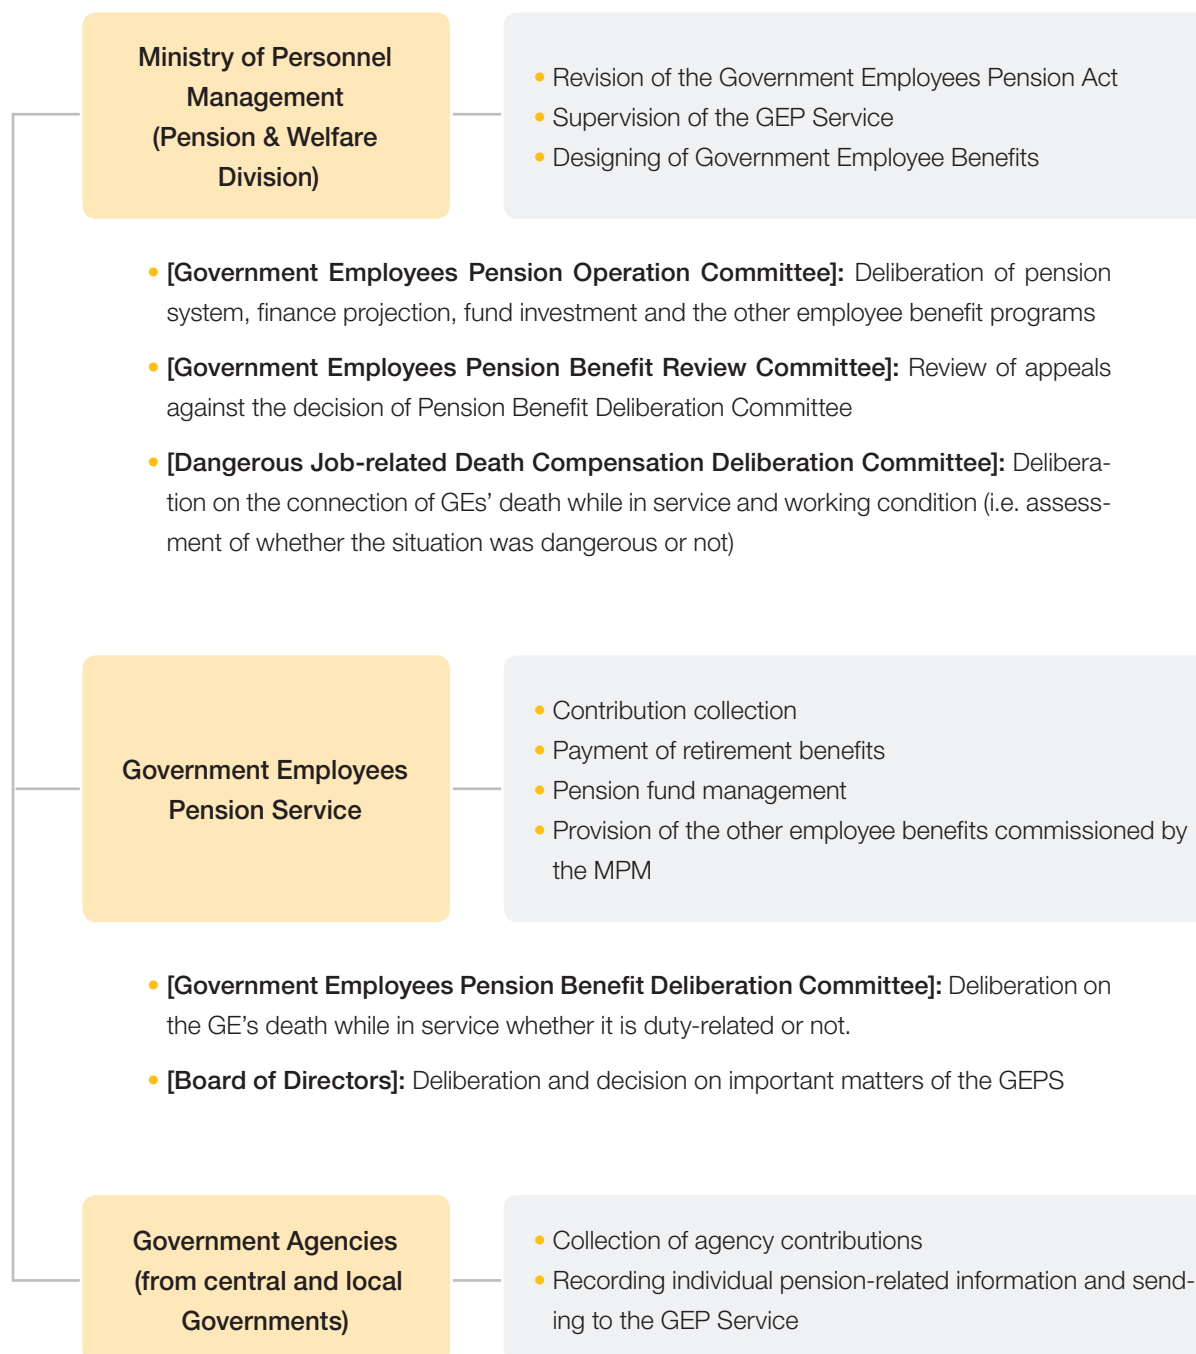 Ministry of Personnel
Management
(Pension & Welfare
Division)
• Revision of the Government Employees Pension Act
• Supervision of the GEP Service
• Designing of Government Employee Benefits
• [Government Employees Pension Operation Committee]: Deliberation of pension
system, finance projection, fund investment and the other employee benefit programs
• [Government Employees Pension Benefit Review Committee]: Review of appeals
against the decision of Pension Benefit Deliberation Committee
• [Dangerous Job-related Death Compensation Deliberation Committee]: Delibera-
tion on the connection of GEs’ death while in service and working condition (i.e. assess-
ment of whether the situation was dangerous or not)
Government Employees
Pension Service
• Contribution collection
• Payment of retirement benefits
• Pension fund management
• Provision of the other employee benefits commissioned by
the MPM
• [Government Employees Pension Benefit Deliberation Committee]: Deliberation on
the GE’s death while in service whether it is duty-related or not.
• [Board of Directors]: Deliberation and decision on important matters of the GEPS
Government Agencies
(from central and local
Governments)
• Collection of agency contributions
• Recording individual pension-related information and send-
ing to the GEP Service